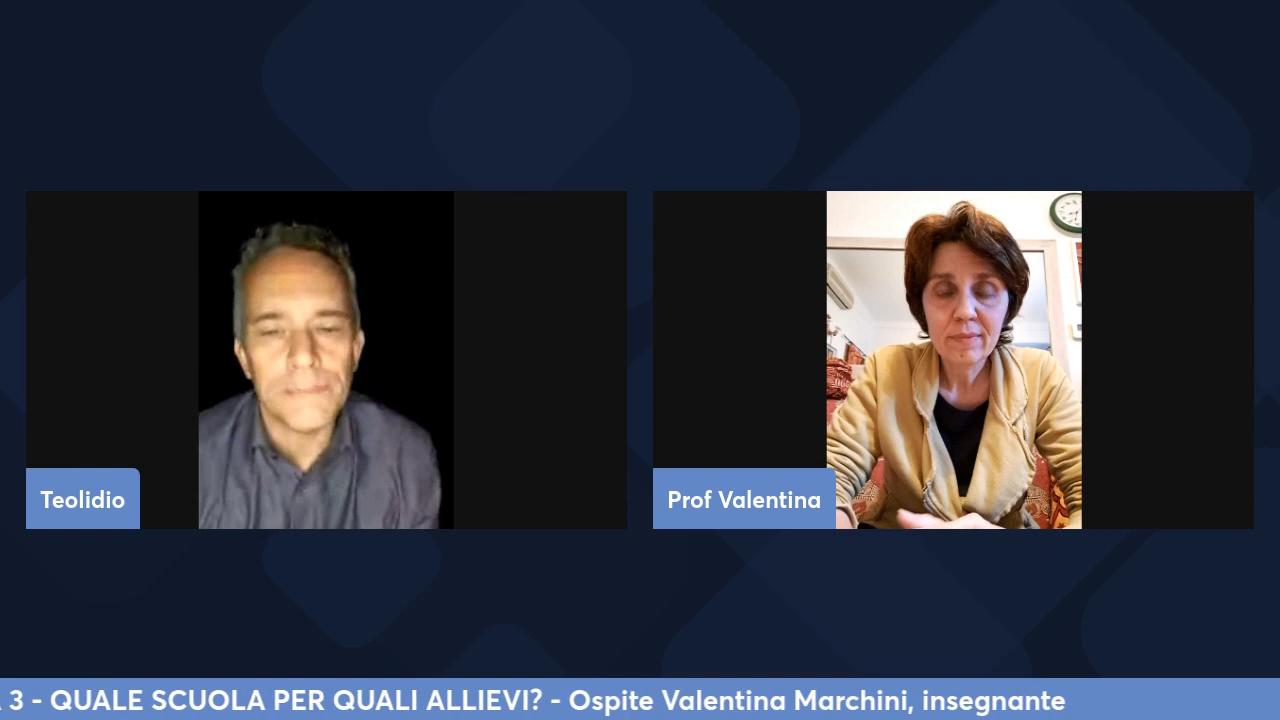 Teolidio
Prof Valentina
3 - QUALE SCUOLA PER QUALI ALLIEVI? - Ospite Valentina Marchini, insegnante